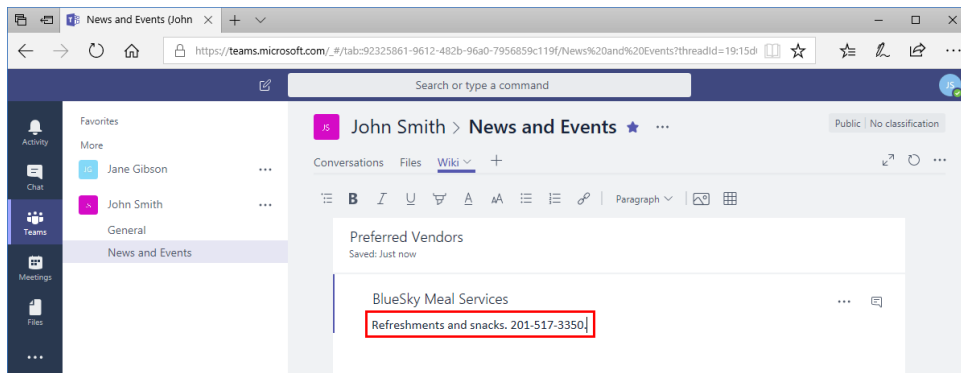 News and Events (John
https://teams.microsoft.com/_#/tab::92325861-9612-482b-96a0-7956859c119f/News%20and%20Events?threadId=19:15d
Search or type a command
JS
Activity
Chat
Teams
Meetings
Files
Favorites
More
JG Jane Gibson
JS John Smith
General
News and Events
JS John Smith > News and Events
Public No classification
Conversations Files Wiki
B I U A AA Paragraph
Preferred Vendors
Saved: Just now
BlueSky Meal Services
Refreshments and snacks. 201-517-3350.